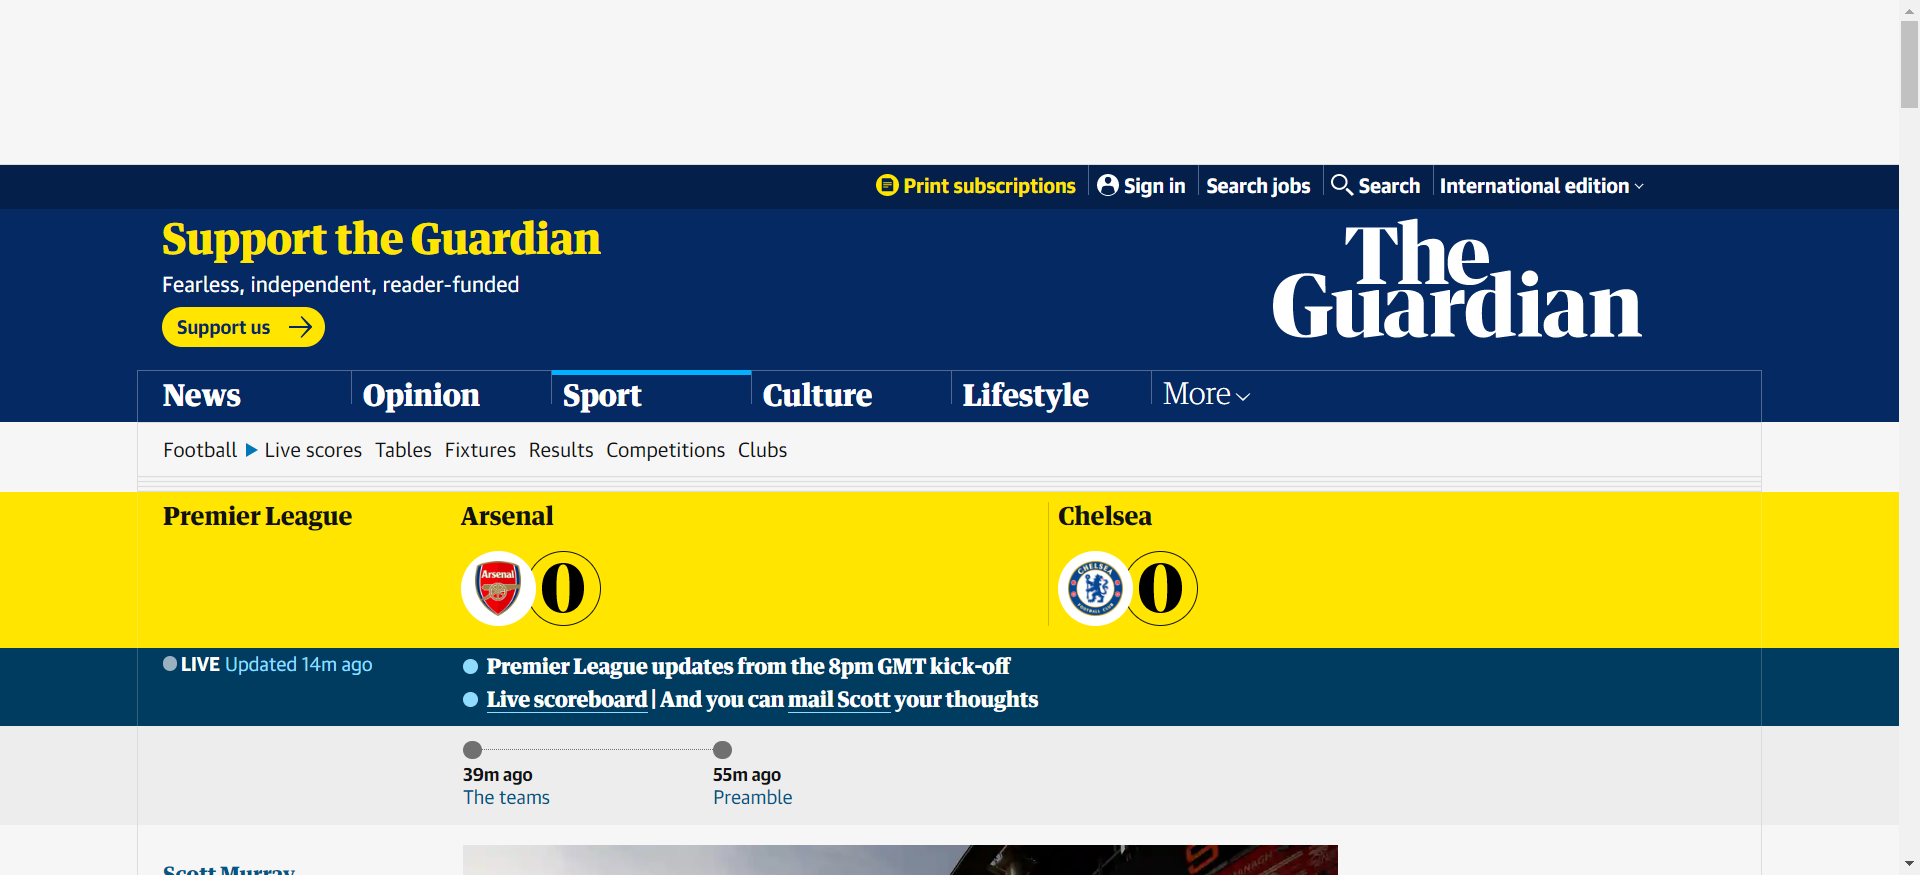 Print subscriptions Sign in Search jobs Search International edition
Support the Guardian
Fearless, independent, reader-funded
Support us
The
Guardian
News Opinion Sport Culture Lifestyle More
Football Live scores Tables Fixtures Results Competitions Clubs
Premier League Arsenal Chelsea
Arsenal 0 CHELSEA FOOTBALL CLUB 0
LIVE Updated 14m ago
Premier League updates from the 8pm GMT kick-off
Live scoreboard | And you can mail Scott your thoughts
39m ago 55m ago
The teams Preamble
Scott Murray